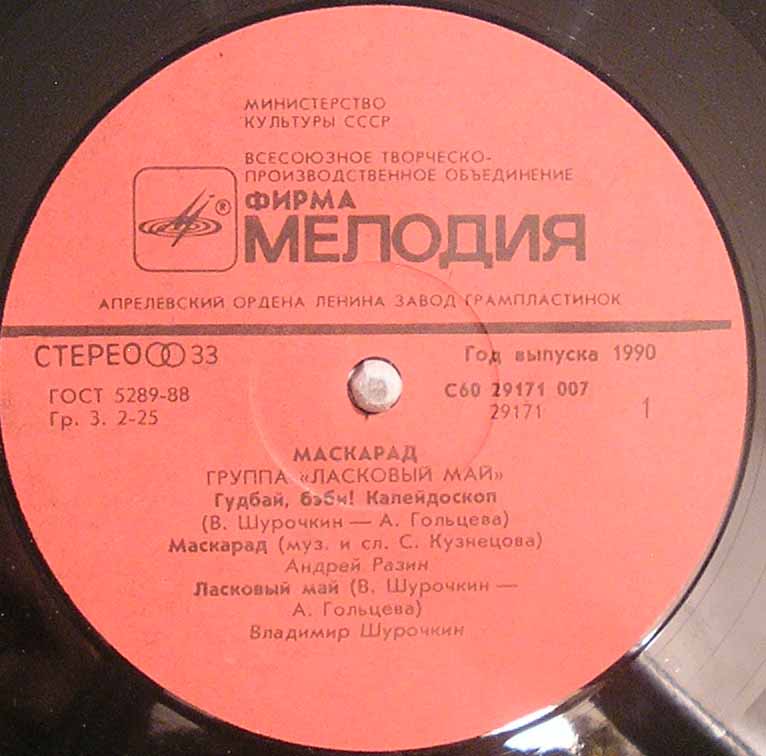 МИНИСТЕРСТВО
КУЛЬТУРЫ СССР
ВСЕСОЮЗНОЕ ТВОРЧЕСКО-
ПРОИЗВОДСТВЕННОЕ ОБЪЕДИНЕНИЕ
®
ФИРМА
МЕЛОДИЯ
АПРЕЛЕВСКИЙ ОРДЕНА ЛЕНИНА ЗАВОД ГРАМПЛАСТИНОК
СТЕРЕО 33
Год выпуска 1990
ГОСТ 5289-88
С60 29171 007
Гр. 3. 2-25
29171
1
МАСКАРАД
ГРУППА «ЛАСКОВЫЙ МАЙ»
Гудбай, бэби! Калейдоскоп
(В. Шурочкин — А. Гольцева)
Маскарад (муз. и сл. С. Кузнецова)
Андрей Разин
Ласковый май (В. Шурочкин —
А. Гольцева)
Владимир Шурочкин